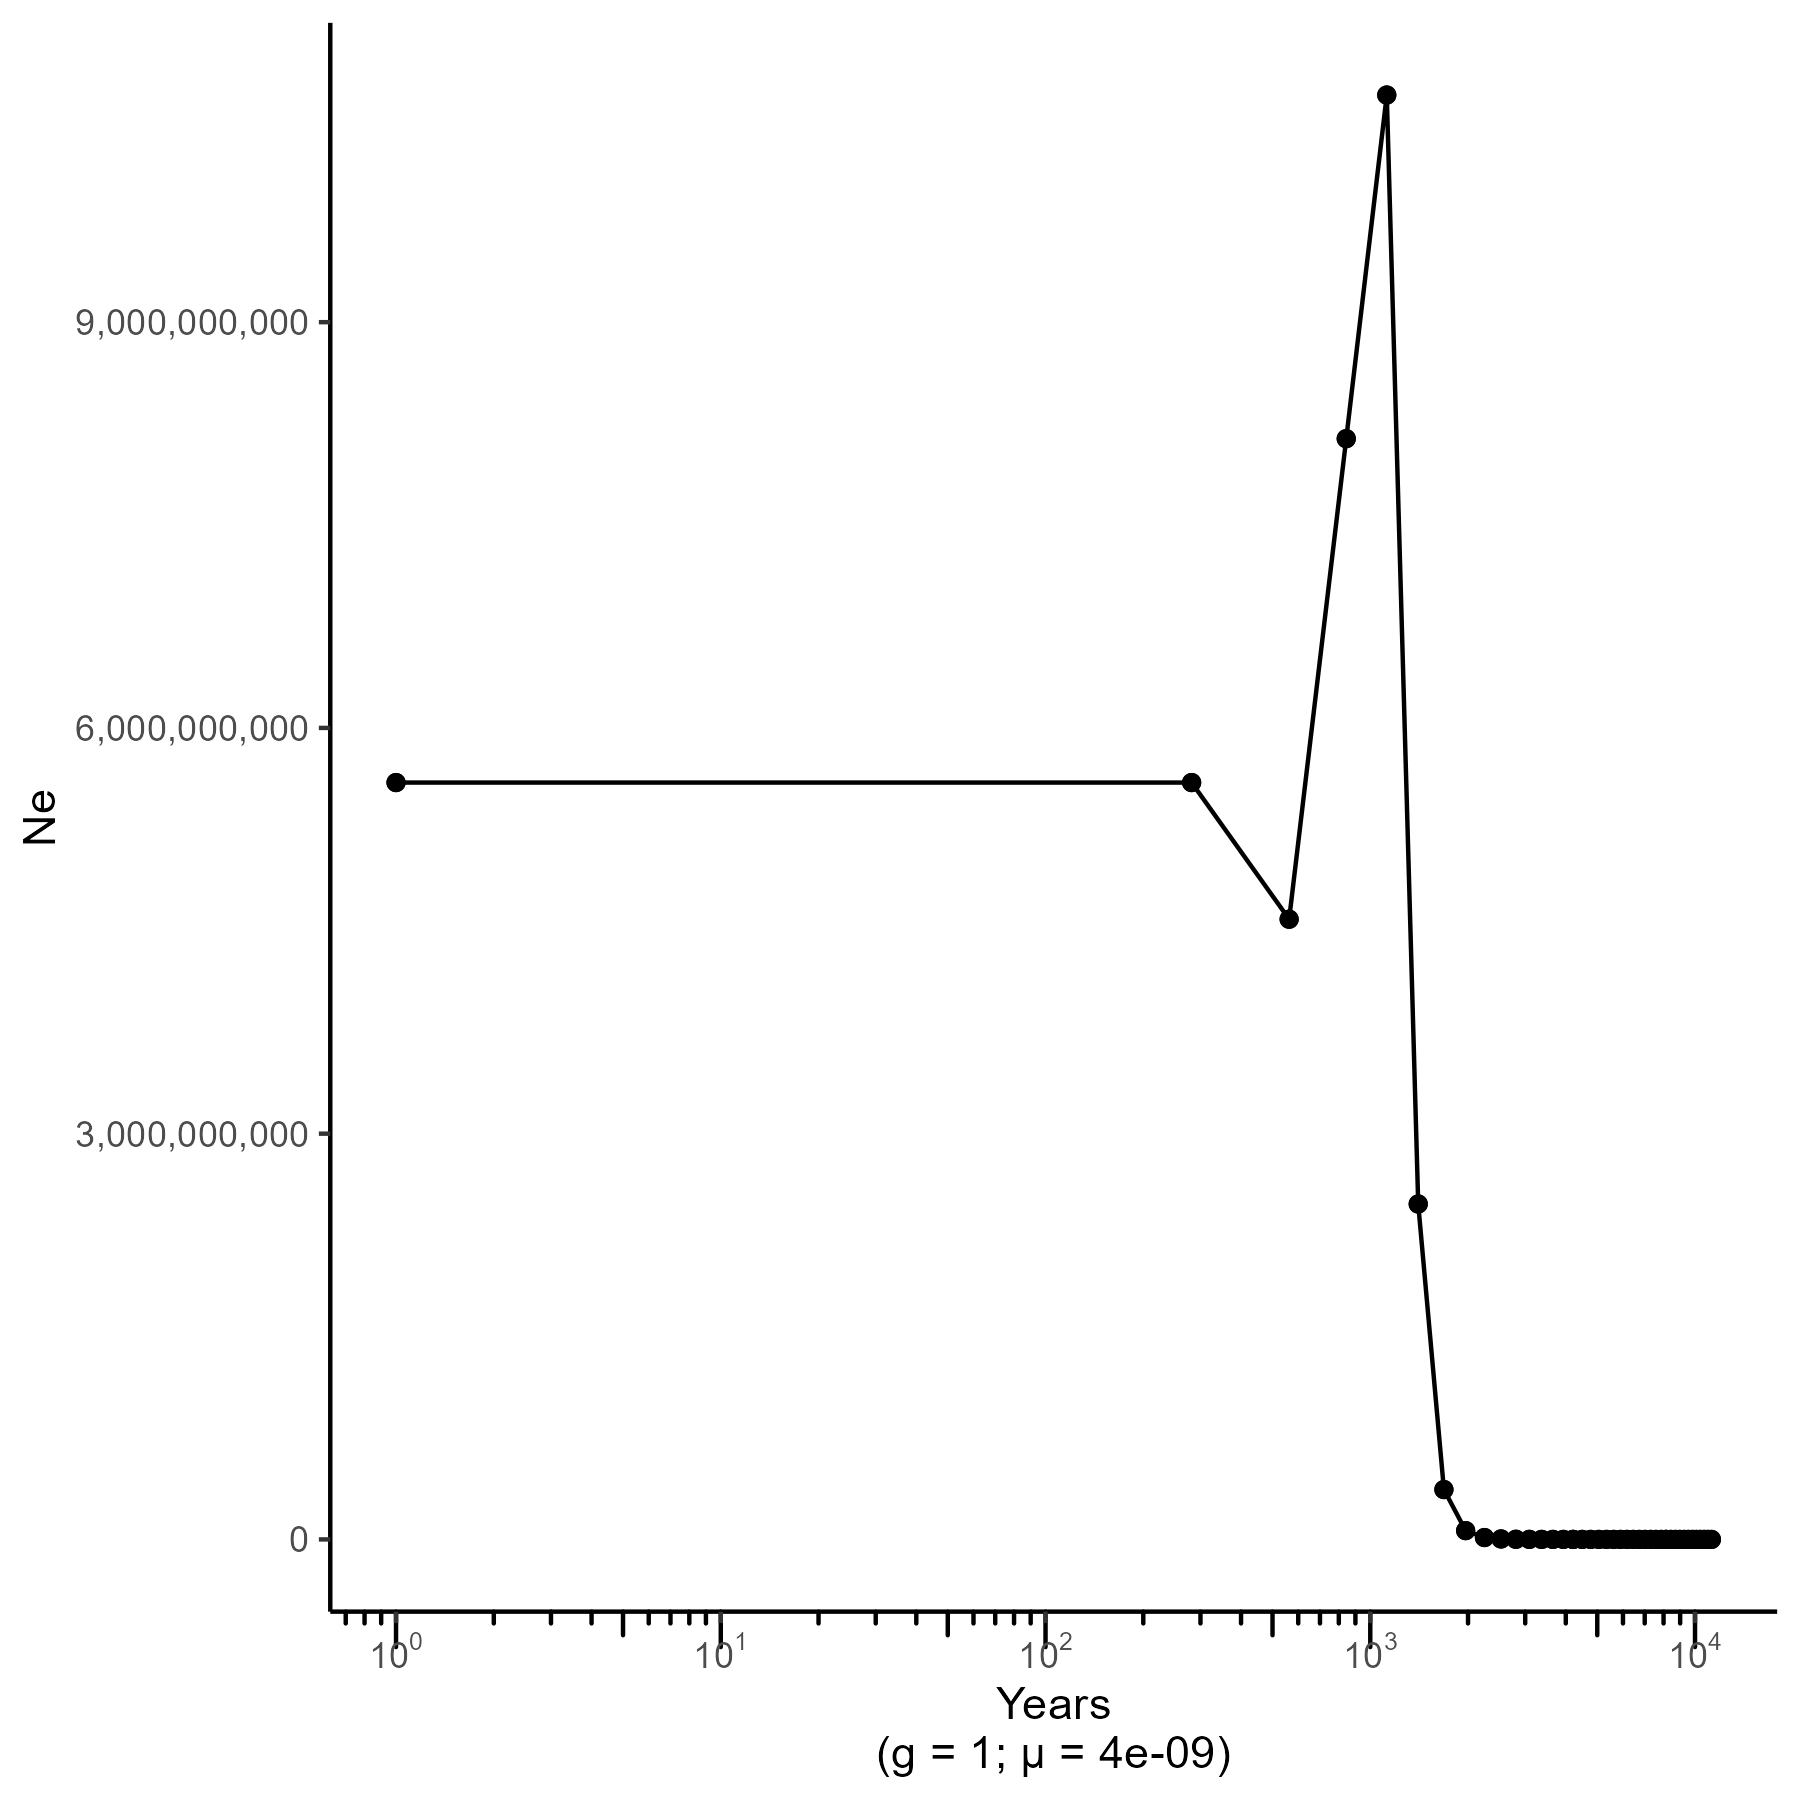 Ne
9,000,000,000
6,000,000,000
3,000,000,000
0
10⁰ 10¹ 10² 10³ 10⁴
Years
(g = 1; μ = 4e-09)